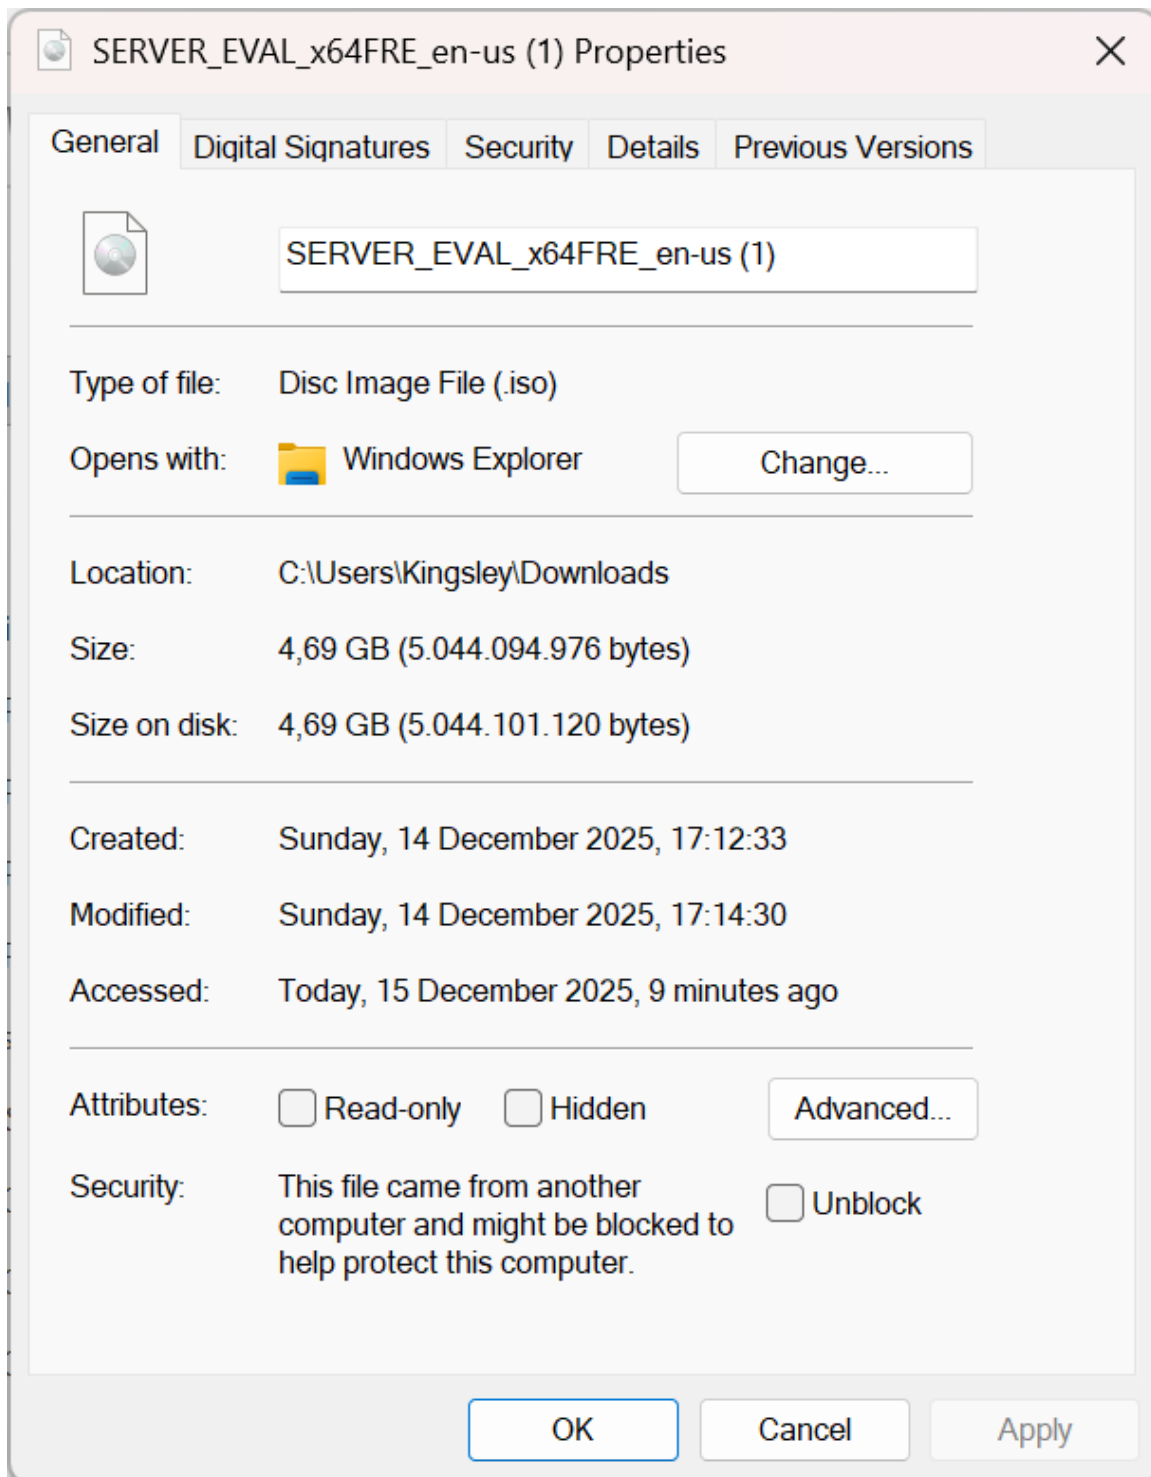 SERVER_EVAL_x64FRE_en-us (1) Properties
General
Digital Signatures
Security
Details
Previous Versions
SERVER_EVAL_x64FRE_en-us (1)
Type of file: Disc Image File (.iso)
Opens with: Windows Explorer Change...
Location: C:\Users\Kingsley\Downloads
Size: 4,69 GB (5.044.094.976 bytes)
Size on disk: 4,69 GB (5.044.101.120 bytes)
Created: Sunday, 14 December 2025, 17:12:33
Modified: Sunday, 14 December 2025, 17:14:30
Accessed: Today, 15 December 2025, 9 minutes ago
Attributes: Read-only Hidden Advanced...
Security: This file came from another
computer and might be blocked to
help protect this computer.
Unblock
OK Cancel Apply